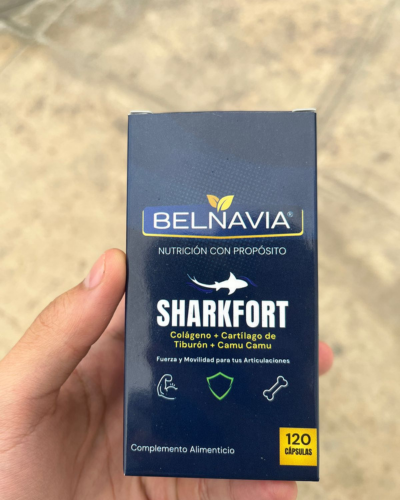 BELNAVIA®
NUTRICIÓN CON PROPÓSITO
SHARKFORT
Colágeno + Cartílago de
Tiburón + Camu Camu
Fuerza y Movilidad para tus Articulaciones
Complemento Alimenticio
120
CÁPSULAS